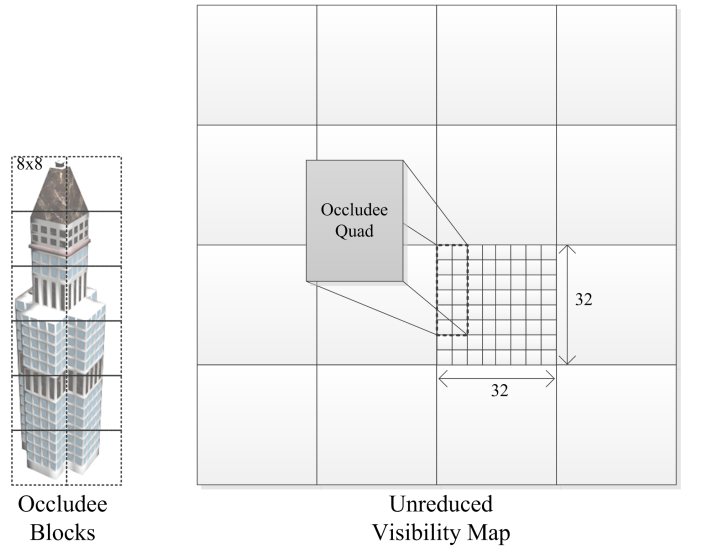 8x8
Occludee
Quad
32
32
Occludee
Blocks
Unreduced
Visibility Map